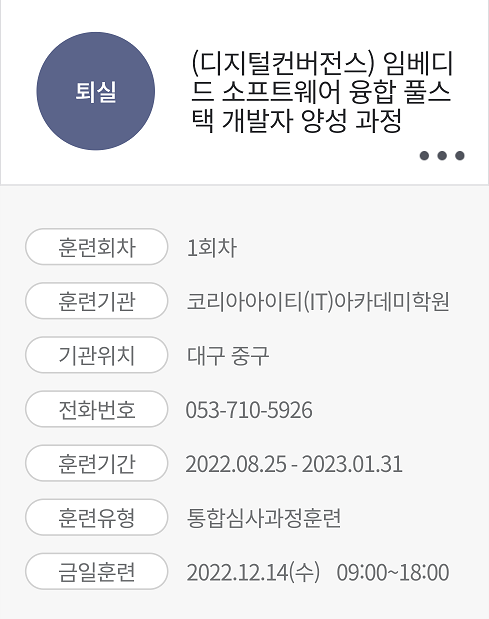 퇴실
(디지털컨버전스) 임베디
드 소프트웨어 융합 풀스
택 개발자 양성 과정
훈련회차 1회차
훈련기관 코리아아이티(IT)아카데미학원
기관위치 대구 중구
전화번호 053-710-5926
훈련기간 2022.08.25 - 2023.01.31
훈련유형 통합심사과정훈련
금일훈련 2022.12.14(수) 09:00~18:00